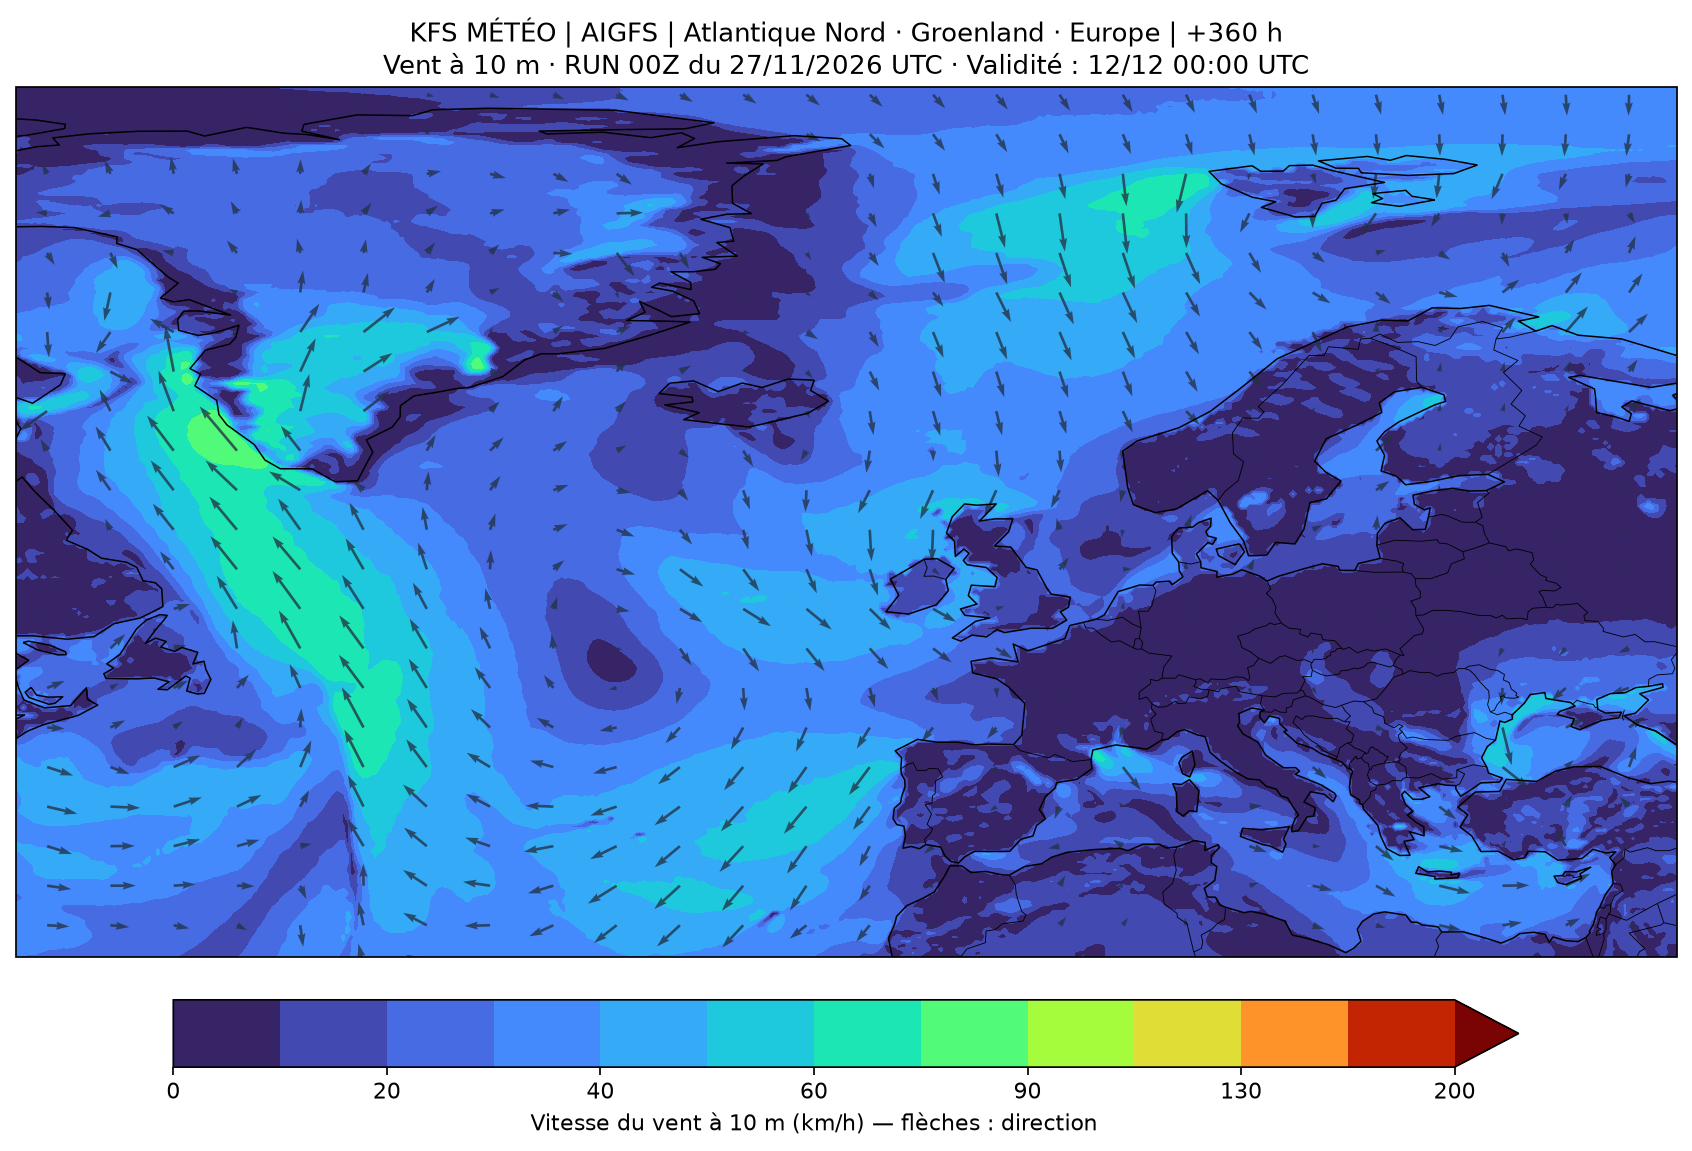 KFS MÉTÉO | AIGFS | Atlantique Nord · Groenland · Europe | +360 h
Vent à 10 m · RUN 00Z du 27/11/2026 UTC · Validité : 12/12 00:00 UTC
0 20 40 60 90 130 200
Vitesse du vent à 10 m (km/h) — flèches : direction